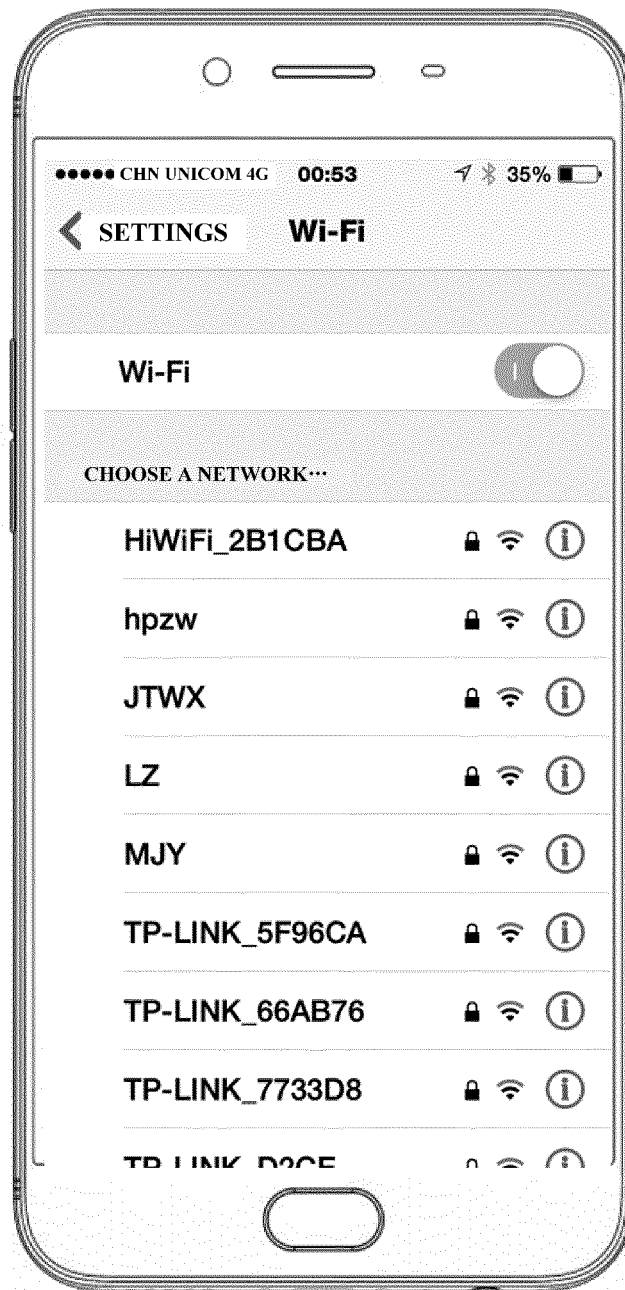 CHN UNICOM 4G 00:53 35%
SETTINGS Wi-Fi
Wi-Fi
CHOOSE A NETWORK···
HiWiFi_2B1CBA
hpzw
JTWX
LZ
MJY
TP-LINK_5F96CA
TP-LINK_66AB76
TP-LINK_7733D8